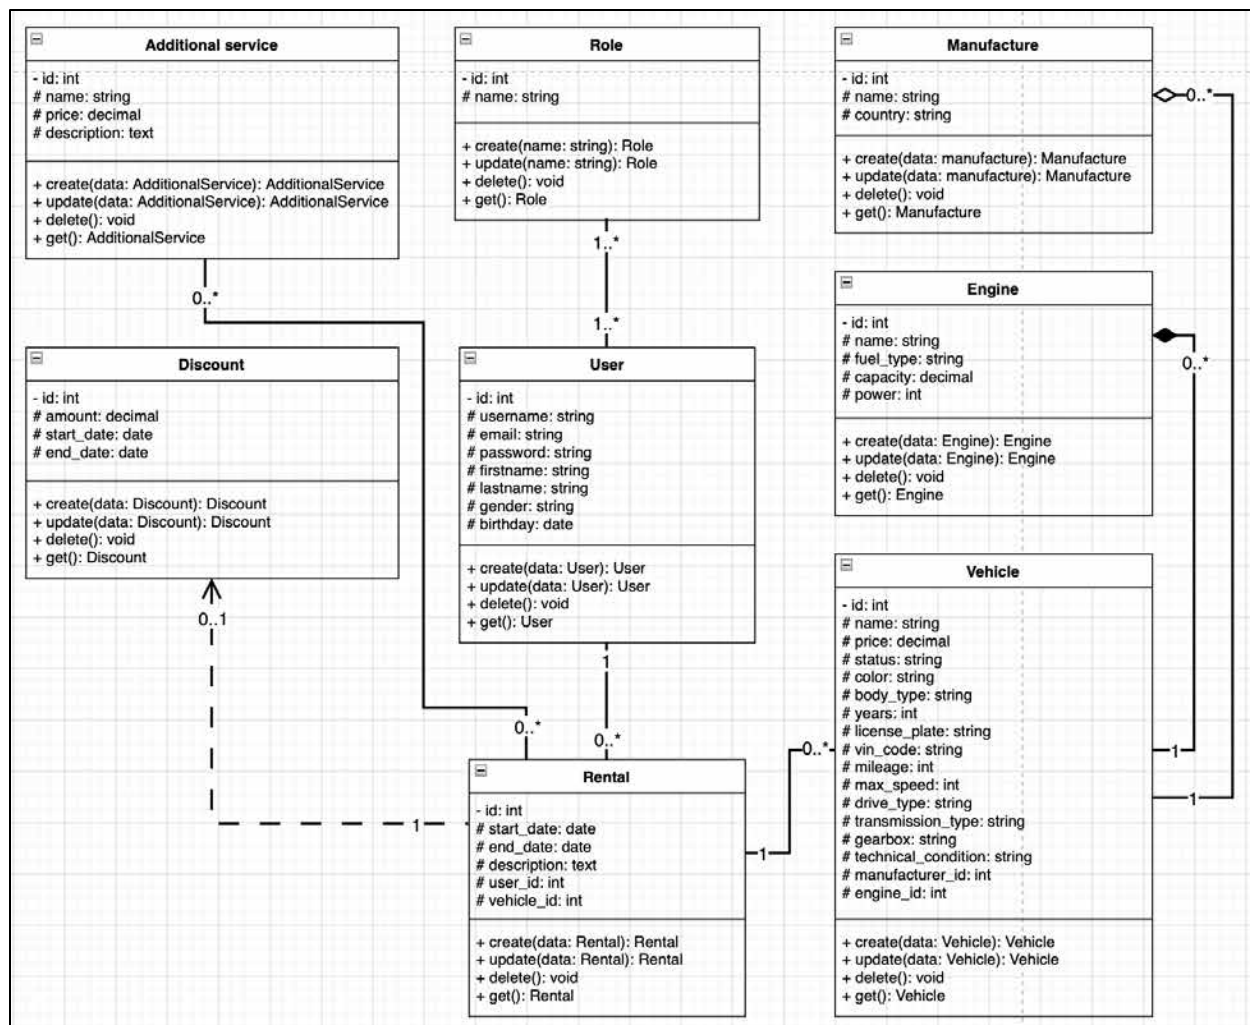 Additional service
- id: int
# name: string
# price: decimal
# description: text
+ create(data: AdditionalService): AdditionalService
+ update(data: AdditionalService): AdditionalService
+ delete(): void
+ get(): AdditionalService
0..*
Role
- id: int
# name: string
+ create(name: string): Role
+ update(name: string): Role
+ delete(): void
+ get(): Role
1..*
1..*
Manufacture
- id: int
# name: string
# country: string
+ create(data: manufacture): Manufacture
+ update(data: manufacture): Manufacture
+ delete(): void
+ get(): Manufacture
0..*
Engine
- id: int
# name: string
# fuel_type: string
# capacity: decimal
# power: int
+ create(data: Engine): Engine
+ update(data: Engine): Engine
+ delete(): void
+ get(): Engine
0..*
Discount
- id: int
# amount: decimal
# start_date: date
# end_date: date
+ create(data: Discount): Discount
+ update(data: Discount): Discount
+ delete(): void
+ get(): Discount
0..1
User
- id: int
# username: string
# email: string
# password: string
# firstname: string
# lastname: string
# gender: string
# birthday: date
+ create(data: User): User
+ update(data: User): User
+ delete(): void
+ get(): User
1
0..*
0..*
Vehicle
- id: int
# name: string
# price: decimal
# status: string
# color: string
# body_type: string
# years: int
# license_plate: string
# vin_code: string
# mileage: int
# max_speed: int
# drive_type: string
# transmission_type: string
# gearbox: string
# technical_condition: string
# manufacturer_id: int
# engine_id: int
+ create(data: Vehicle): Vehicle
+ update(data: Vehicle): Vehicle
+ delete(): void
+ get(): Vehicle
0..*
1
1
Rental
- id: int
# start_date: date
# end_date: date
# description: text
# user_id: int
# vehicle_id: int
+ create(data: Rental): Rental
+ update(data: Rental): Rental
+ delete(): void
+ get(): Rental
1
1